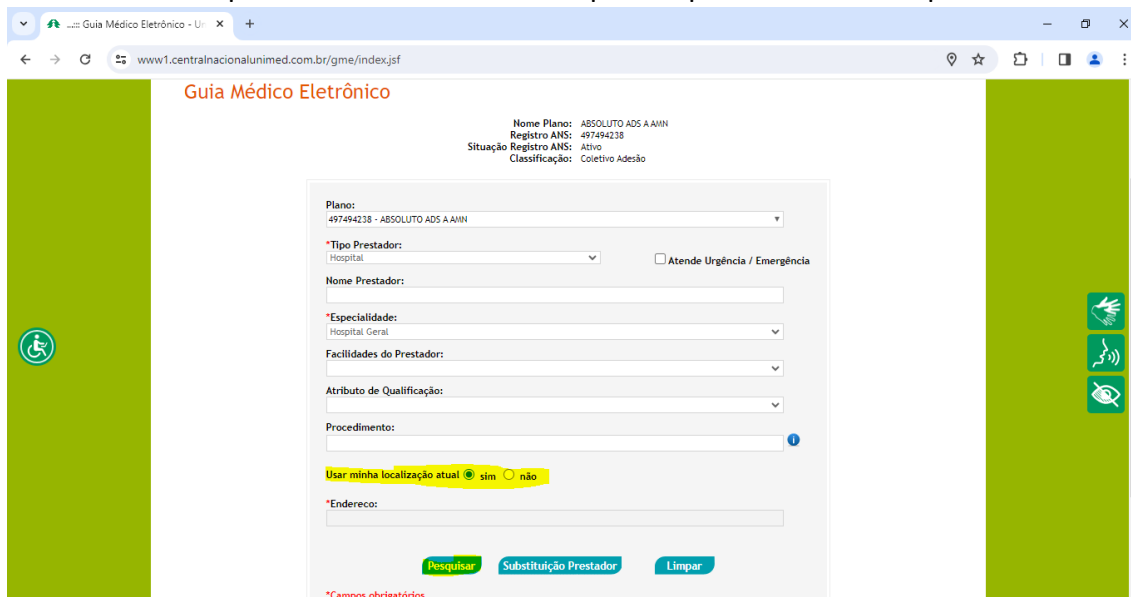 ...::: Guia Médico Eletrônico - Un
www1.centralnacionalunimed.com.br/gme/index.jsf
Guia Médico Eletrônico
Nome Plano: ABSOLUTO ADS A AMN
Registro ANS: 497494238
Situação Registro ANS: Ativo
Classificação: Coletivo Adesão
Plano:
497494238 - ABSOLUTO ADS A AMN
*Tipo Prestador:
Hospital
Atende Urgência / Emergência
Nome Prestador:
*Especialidade:
Hospital Geral
Facilidades do Prestador:
Atributo de Qualificação:
Procedimento:
Usar minha localização atual sim não
*Endereco:
Pesquisar Substituição Prestador Limpar
*Campos obrigatórios